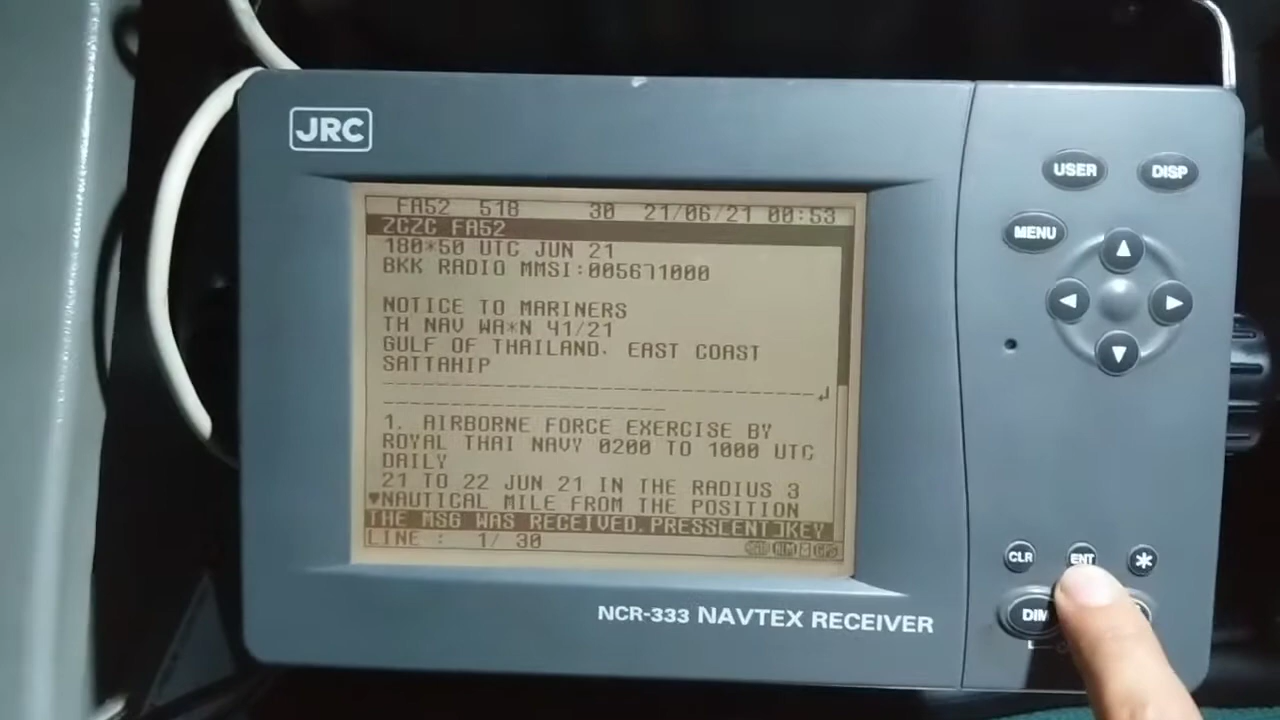 JRC
USER
DISP
MENU
FA52 518 30 21/06/21 00:53
ZCZC FA52
180*50 UTC JUN 21
BKK RADIO MMSI:005671000
NOTICE TO MARINERS
TH NAV WA*N 41/21
GULF OF THAILAND. EAST COAST
SATTAHIP
1. AIRBORNE FORCE EXERCISE BY
ROYAL THAI NAVY 0200 TO 1000 UTC
DAILY
21 TO 22 JUN 21 IN THE RADIUS 3
NAUTICAL MILE FROM THE POSITION
THE MSG WAS RECEIVED.PRESS[ENT]KEY
LINE : 1/ 30
GPS
CLR
ENT
*
DIM
NCR-333 NAVTEX RECEIVER